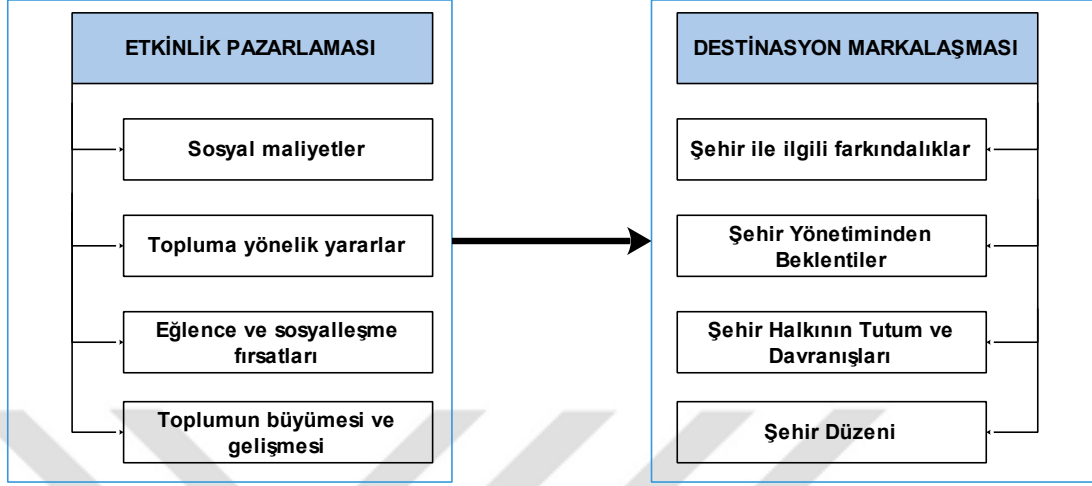 ETKİNLİK PAZARLAMASI
Sosyal maliyetler
Topluma yönelik yararlar
Eğlence ve sosyalleşme
fırsatları
Toplumun büyümesi ve
gelişmesi
DESTİNASYON MARKALAŞMASI
Şehir ile ilgili farkındalıklar
Şehir Yönetiminden
Beklentiler
Şehir Halkının Tutum ve
Davranışları
Şehir Düzeni